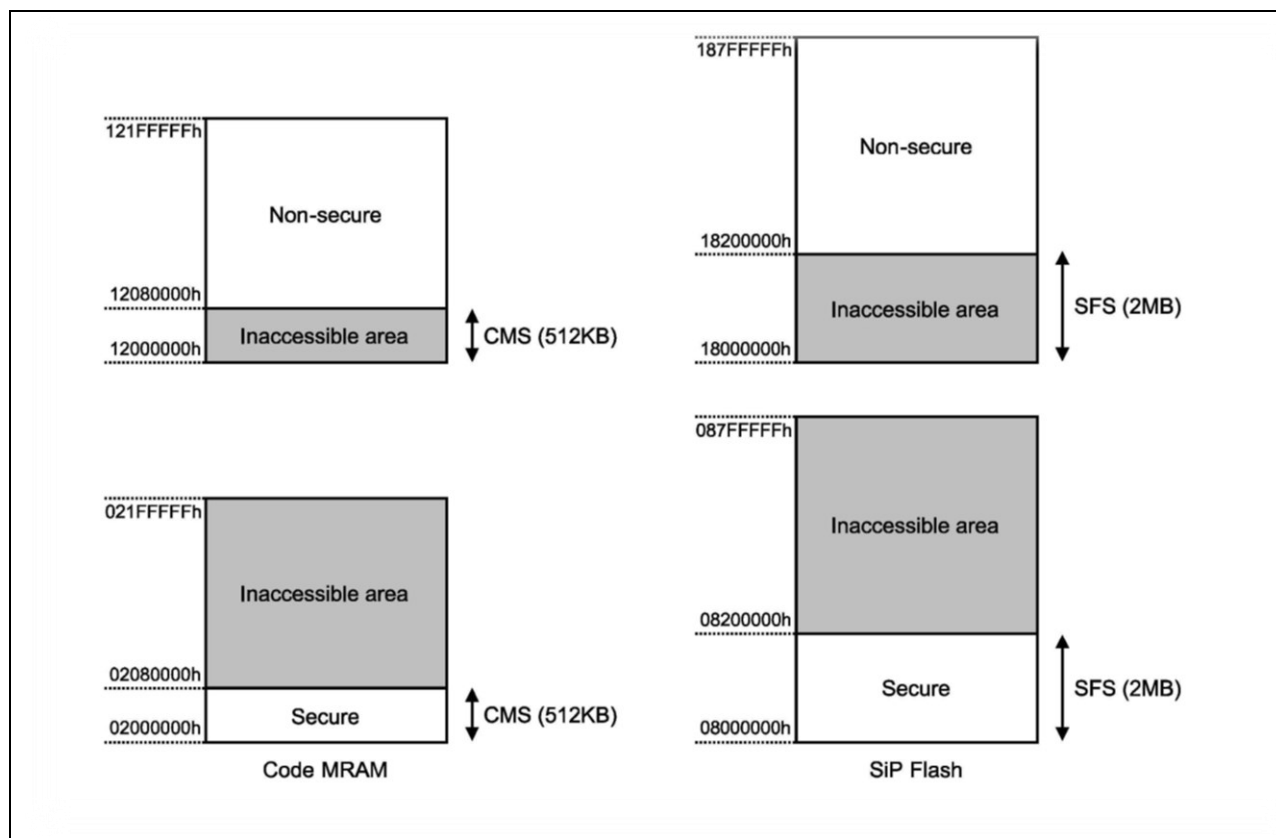 121FFFFFh
Non-secure
12080000h
Inaccessible area
CMS (512KB)
12000000h
187FFFFFh
Non-secure
18200000h
Inaccessible area
SFS (2MB)
18000000h
021FFFFFh
Inaccessible area
02080000h
Secure
CMS (512KB)
02000000h
Code MRAM
087FFFFFh
Inaccessible area
08200000h
Secure
SFS (2MB)
08000000h
SiP Flash